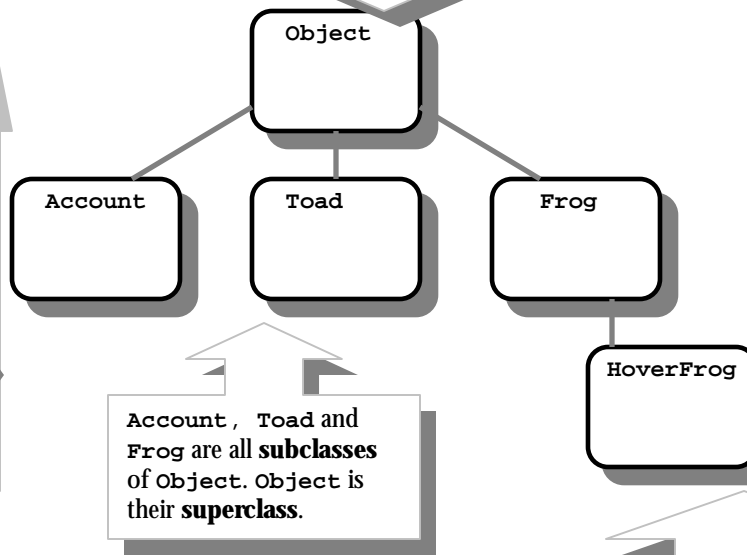 Object
Account
Toad
Frog
HoverFrog
Account, Toad and
Frog are all subclasses
of Object. Object is
their superclass.